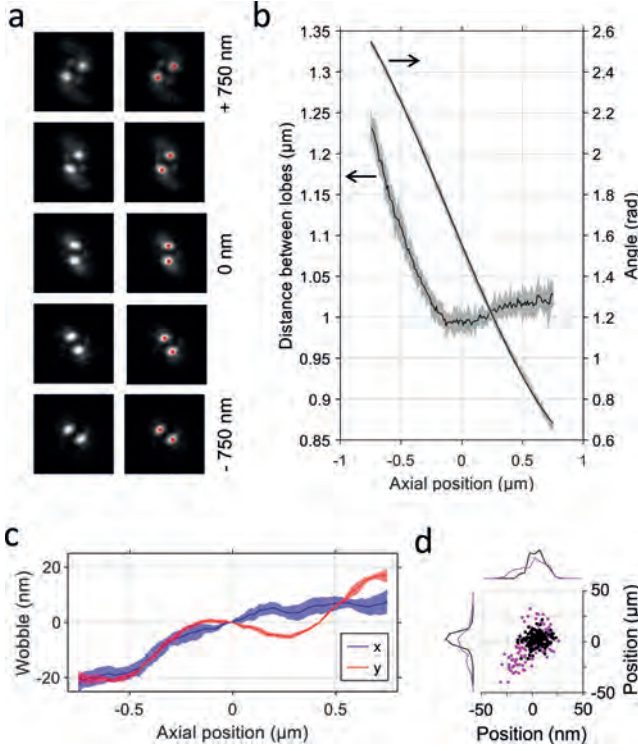 a
+ 750 nm
0 nm
- 750 nm
b
Distance between lobes (µm)
1.35
1.3
1.25
1.2
1.15
1.1
1.05
1
0.95
0.9
0.85
2.6
2.4
2.2
2
1.8
1.6
1.4
1.2
1
0.8
0.6
Angle (rad)
-1 -0.5 0 0.5 1
Axial position (µm)
c
Wobble (nm)
20
0
-20
x
y
-0.5 0 0.5
Axial position (µm)
d
50
0
-50
Position (µm)
-50 0 50
Position (nm)